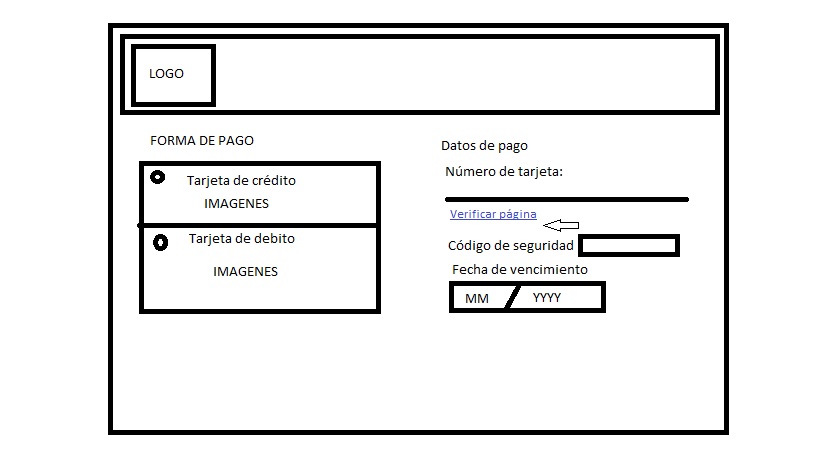 LOGO
FORMA DE PAGO
Tarjeta de crédito
IMAGENES
Tarjeta de debito
IMAGENES
Datos de pago
Número de tarjeta:
Verificar página
Código de seguridad
Fecha de vencimiento
MM / YYYY